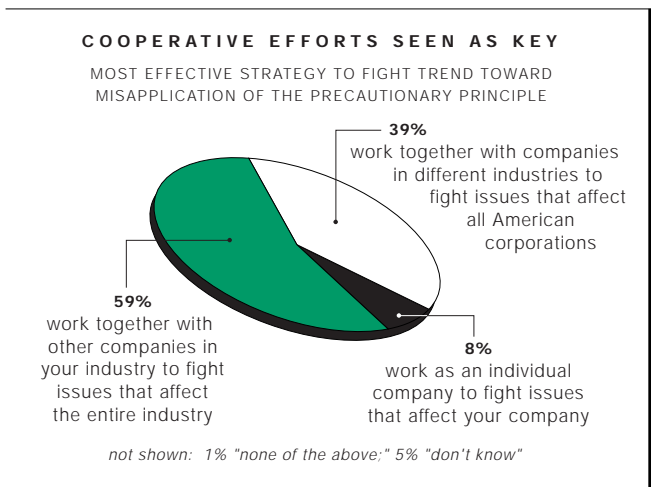 COOPERATIVE EFFORTS SEEN AS KEY
MOST EFFECTIVE STRATEGY TO FIGHT TREND TOWARD
MISAPPLICATION OF THE PRECAUTIONARY PRINCIPLE
39%
work together with companies
in different industries to
fight issues that affect
all American
corporations
59%
work together with
other companies in
your industry to fight
issues that affect
the entire industry
8%
work as an individual
company to fight issues
that affect your company
not shown: 1% "none of the above;" 5% "don't know"